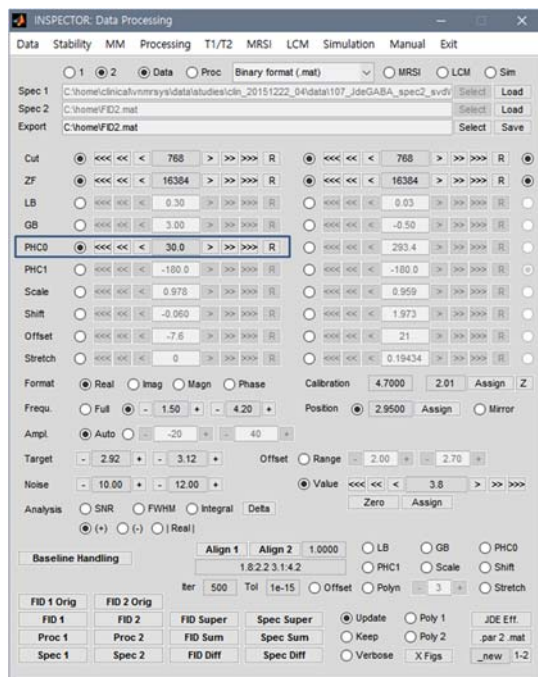 INSPECTOR: Data Processing
Data Stability MM Processing T1/T2 MRSI LCM Simulation Manual Exit
1 2 Data Proc Binary format (.mat) MRSI LCM Sim
Spec 1 C:\home\clinical\vnmrsys\data\studies\clin_20151222_04\data\107_JdeGABA_spec2_svd\ Select Load
Spec 2 C:\home\FID2.mat Select Load
Export C:\home\FID2.mat Select Save
Cut <<< << < 768 > >> >>> R <<< << < 768 > >> >>> R
ZF <<< << < 16384 > >> >>> R <<< << < 16384 > >> >>> R
LB <<< << < 0.30 > >> >>> R <<< << < 0.03 > >> >>> R
GB <<< << < 3.00 > >> >>> R <<< << < -0.50 > >> >>> R
PHC0 <<< << < 30.0 > >> >>> R <<< << < 293.4 > >> >>> R
PHC1 <<< << < -180.0 > >> >>> R <<< << < -180.0 > >> >>> R
Scale <<< << < 0.978 > >> >>> R <<< << < 0.959 > >> >>> R
Shift <<< << < -0.060 > >> >>> R <<< << < 1.973 > >> >>> R
Offset <<< << < -7.6 > >> >>> R <<< << < 21 > >> >>> R
Stretch <<< << < 0 > >> >>> R <<< << < 0.19434 > >> >>> R
Format Real Imag Magn Phase Calibration 4.7000 2.01 Assign Z
Frequ. Full - 1.50 + - 4.20 + Position 2.9500 Assign Mirror
Ampl. Auto - -20 + - 40 +
Target - 2.92 + - 3.12 + Offset Range - 2.00 + - 2.70 +
Noise - 10.00 + - 12.00 + Value <<< << < 3.8 > >> >>>
Analysis SNR FWHM Integral Delta Zero Assign
(+) (-) | Real |
Align 1 Align 2 1.0000 LB GB PHC0
Baseline Handling 1.8:2.2 3.1:4.2 PHC1 Scale Shift
Iter 500 Tol 1e-15 Offset Polyn - 3 + Stretch
FID 1 Orig FID 2 Orig
FID 1 FID 2 FID Super Spec Super Update Poly 1 JDE Eff.
Proc 1 Proc 2 FID Sum Spec Sum Keep Poly 2 .par 2 .mat
Spec 1 Spec 2 FID Diff Spec Diff Verbose X Figs _new 1-2